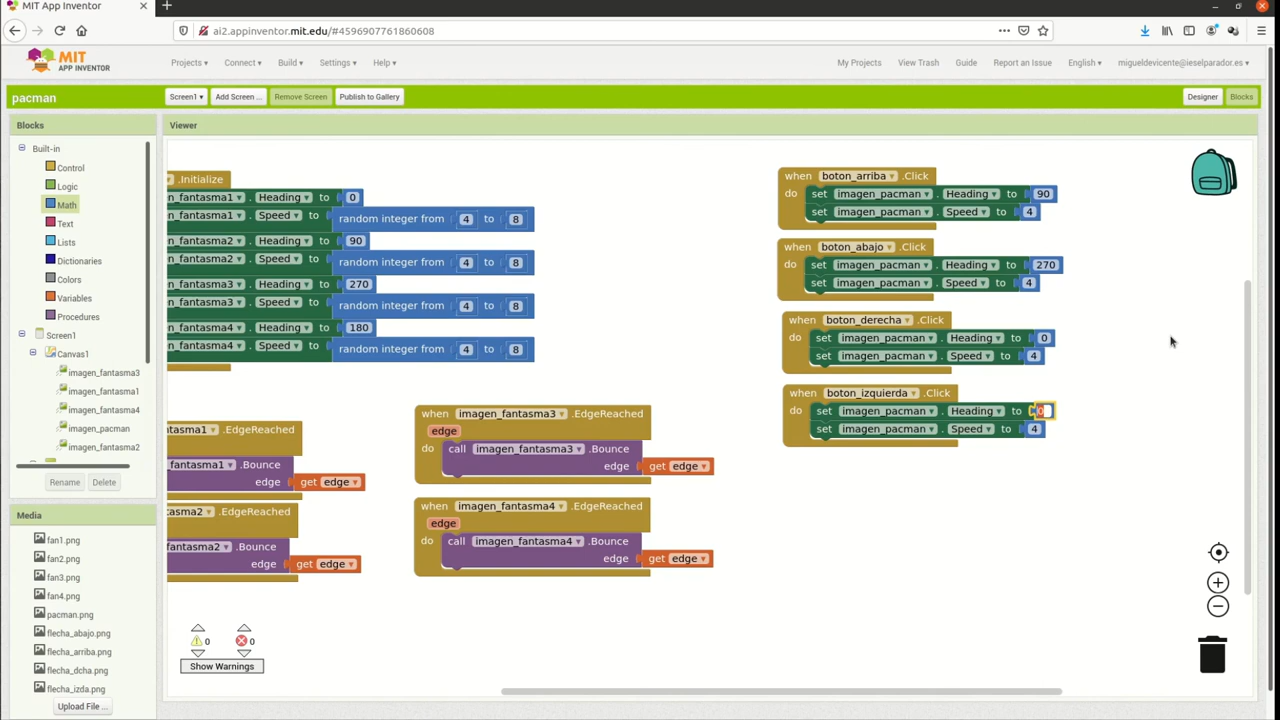 MIT App Inventor
ai2.appinventor.mit.edu/#4596907761860608
MIT
APP INVENTOR
Projects Connect Build Settings Help My Projects View Trash Guide Report an Issue English migueldevicente@ieselparador.es
pacman Screen1 Add Screen ... Remove Screen Publish to Gallery Designer Blocks
Blocks
Built-in
Control
Logic
Math
Text
Lists
Dictionaries
Colors
Variables
Procedures
Screen1
Canvas1
imagen_fantasma3
imagen_fantasma1
imagen_fantasma4
imagen_pacman
imagen_fantasma2
Rename Delete
Media
fan1.png
fan2.png
fan3.png
fan4.png
pacman.png
flecha_abajo.png
flecha_arriba.png
flecha_dcha.png
flecha_izda.png
Upload File ...
Viewer
.Initialize
n_fantasma1 . Heading to 0
n_fantasma1 . Speed to random integer from 4 to 8
n_fantasma2 . Heading to 90
n_fantasma2 . Speed to random integer from 4 to 8
n_fantasma3 . Heading to 270
n_fantasma3 . Speed to random integer from 4 to 8
n_fantasma4 . Heading to 180
n_fantasma4 . Speed to random integer from 4 to 8
antasma1 .EdgeReached
fantasma1 .Bounce
edge get edge
tasma2 .EdgeReached
fantasma2 .Bounce
edge get edge
when imagen_fantasma3 .EdgeReached
edge
do call imagen_fantasma3 .Bounce
edge get edge
when imagen_fantasma4 .EdgeReached
edge
do call imagen_fantasma4 .Bounce
edge get edge
when boton_arriba .Click
do set imagen_pacman . Heading to 90
set imagen_pacman . Speed to 4
when boton_abajo .Click
do set imagen_pacman . Heading to 270
set imagen_pacman . Speed to 4
when boton_derecha .Click
do set imagen_pacman . Heading to 0
set imagen_pacman . Speed to 4
when boton_izquierda .Click
do set imagen_pacman . Heading to 0
set imagen_pacman . Speed to 4
0 0
Show Warnings